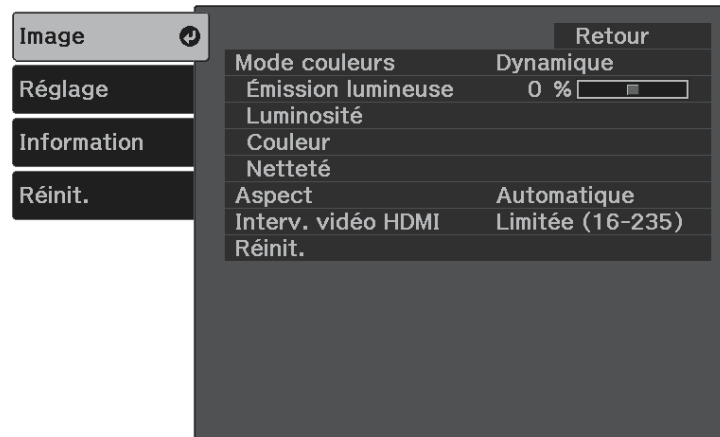 Image
Réglage
Information
Réinit.
Retour
Mode couleurs Dynamique
Émission lumineuse 0 %
Luminosité
Couleur
Netteté
Aspect Automatique
Interv. vidéo HDMI Limitée (16-235)
Réinit.